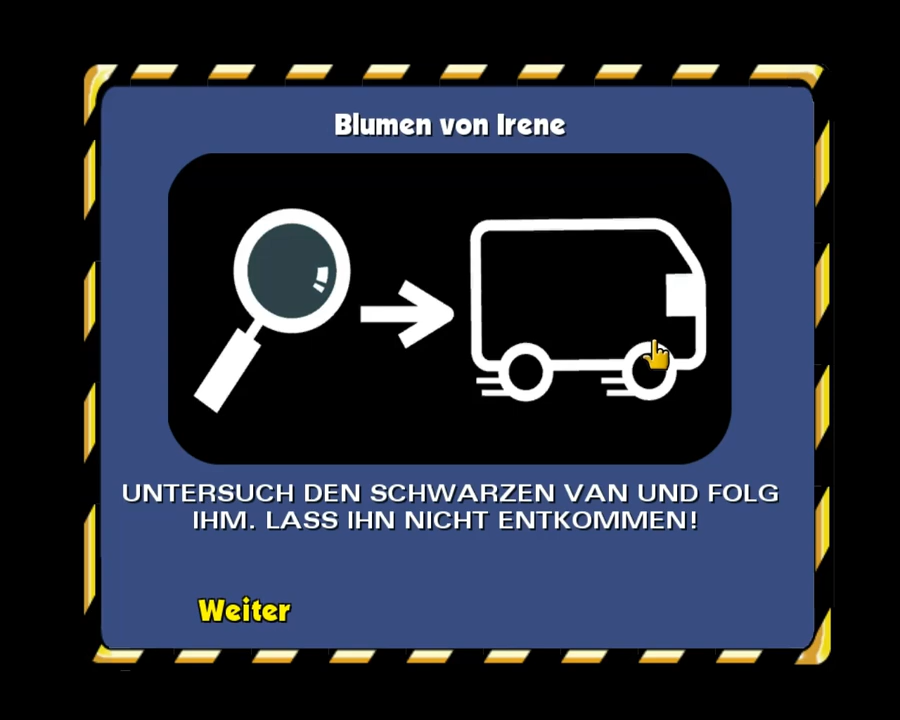 Blumen von Irene
UNTERSUCH DEN SCHWARZEN VAN UND FOLG
IHM. LASS IHN NICHT ENTKOMMEN!
Weiter